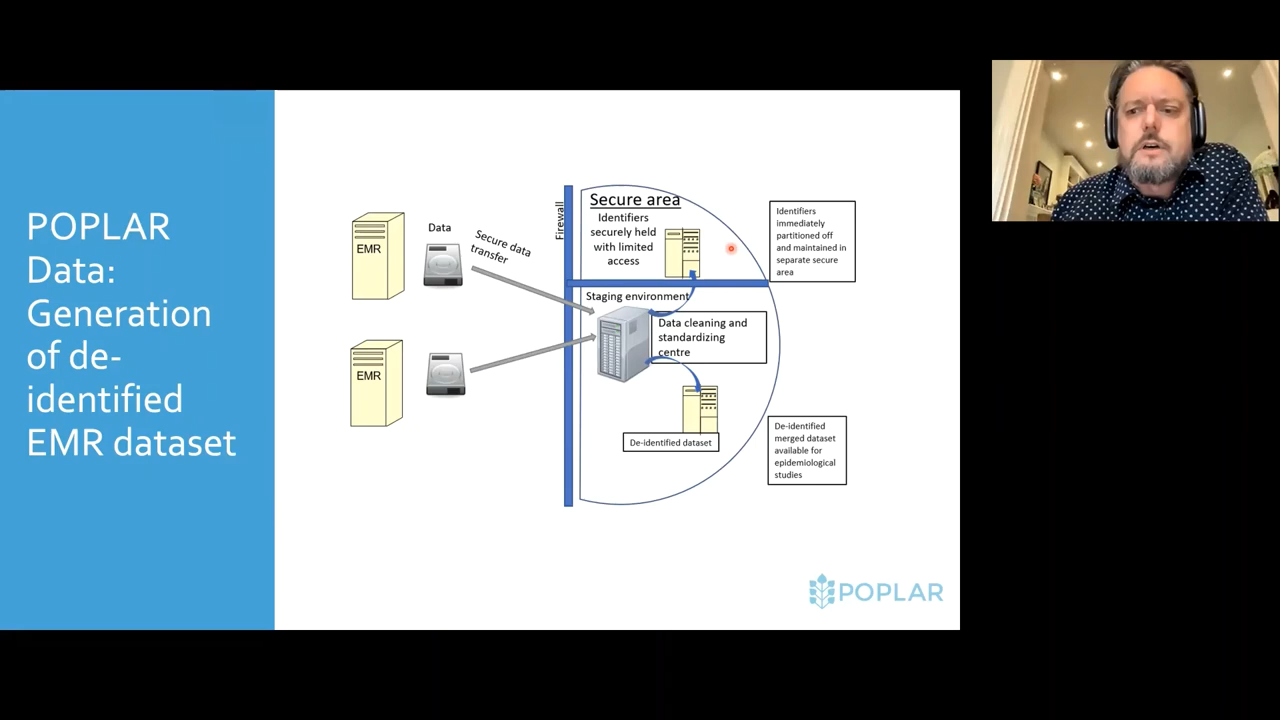 POPLAR
Data:
Generation
of de-
identified
EMR dataset
EMR
Data
Secure data
transfer
EMR
Firewall
Secure area
Identifiers
securely held
with limited
access
Identifiers
immediately
partitioned off
and maintained in
separate secure
area
Staging environment
Data cleaning and
standardizing
centre
De-identified dataset
De-identified
merged dataset
available for
epidemiological
studies
POPLAR